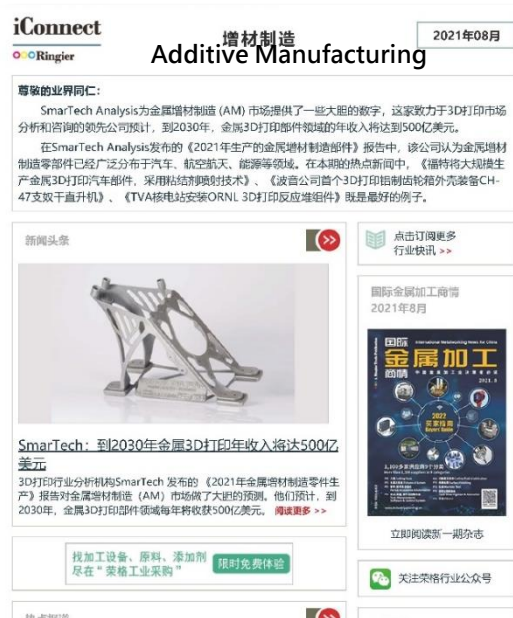 iConnect
Ringier
增材制造
Additive Manufacturing
2021年08月
尊敬的业界同仁：
SmarTech Analysis为金属增材制造 (AM) 市场提供了一些大胆的数字，这家致力于3D打印市场
分析和咨询的领先公司预计，到2030年，金属3D打印部件领域的年收入将达到500亿美元。
在SmarTech Analysis发布的《2021年生产的金属增材制造部件》报告中，该公司认为金属增材
制造零部件已经广泛分布于汽车、航空航天、能源等领域。在本期的热点新闻中，《福特将大规模生
产金属3D打印汽车部件，采用粘结剂喷射技术》、《波音公司首个3D打印铝制齿轮箱外壳装备CH-
47支奴干直升机》、《TVA核电站安装ORNL 3D打印反应堆组件》既是最好的例子。
新闻头条
SmarTech：到2030年金属3D打印年收入将达500亿
美元
3D打印行业分析机构SmarTech 发布的 《2021年金属增材制造零件生
产》报告对金属增材制造（AM）市场做了大胆的预测。他们预计，到
2030年，金属3D打印部件领域每年将收获500亿美元。 阅读更多 >>
找加工设备、原料、添加剂
尽在“荣格工业采购”
限时免费体验
点击订阅更多
行业快讯 >>
国际金属加工商情
2021年8月
国际
金属加工
商情
2021.8
2022
买家指南
Buyers' Guide
立即阅读新一期杂志
关注荣格行业公众号